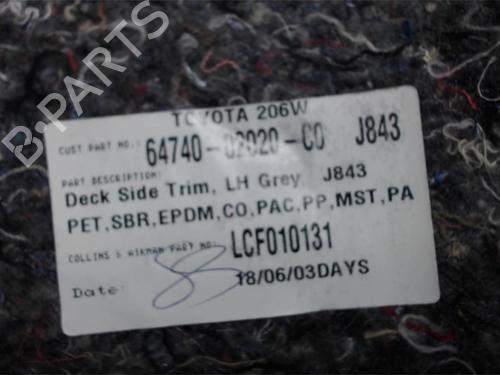 B-PARTS
TOYOTA 206W
CUST PART NO.: 64740-02020-C0 J843
PART DESCRIPTION:
Deck Side Trim, LH Grey J843
PET,SBR,EPDM,CO,PAC,PP,MST,PA
COLLINS & AIKMAN PART NO: LCF010131
Date: 18/06/03DAYS